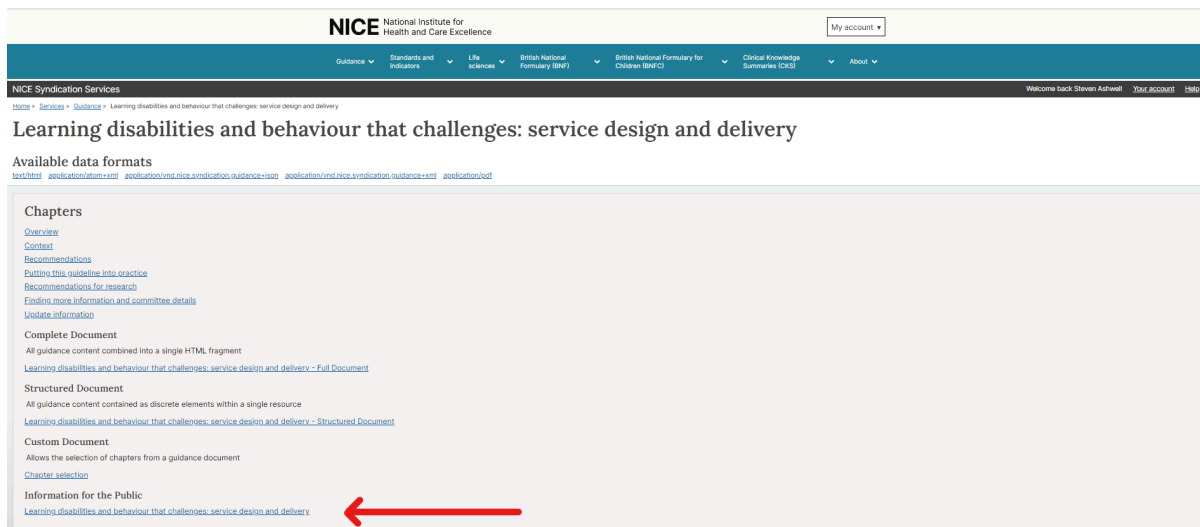 NICE National Institute for
Health and Care Excellence
My account ▾
Guidance
Standards and
indicators
Life
sciences
British National
Formulary (BNF)
British National Formulary for
Children (BNFC)
Clinical Knowledge
Summaries (CKS)
About
NICE Syndication Services
Welcome back Steven Ashwell Your account Help
Home » Services » Guidance » Learning disabilities and behaviour that challenges: service design and delivery
Learning disabilities and behaviour that challenges: service design and delivery
Available data formats
text/html application/atom+xml application/vnd.nice.syndication.guidance+json application/vnd.nice.syndication.guidance+xml application/pdf
Chapters
Overview
Context
Recommendations
Putting this guideline into practice
Recommendations for research
Finding more information and committee details
Update information
Complete Document
All guidance content combined into a single HTML fragment
Learning disabilities and behaviour that challenges: service design and delivery - Full Document
Structured Document
All guidance content contained as discrete elements within a single resource
Learning disabilities and behaviour that challenges: service design and delivery - Structured Document
Custom Document
Allows the selection of chapters from a guidance document
Chapter selection
Information for the Public
Learning disabilities and behaviour that challenges: service design and delivery